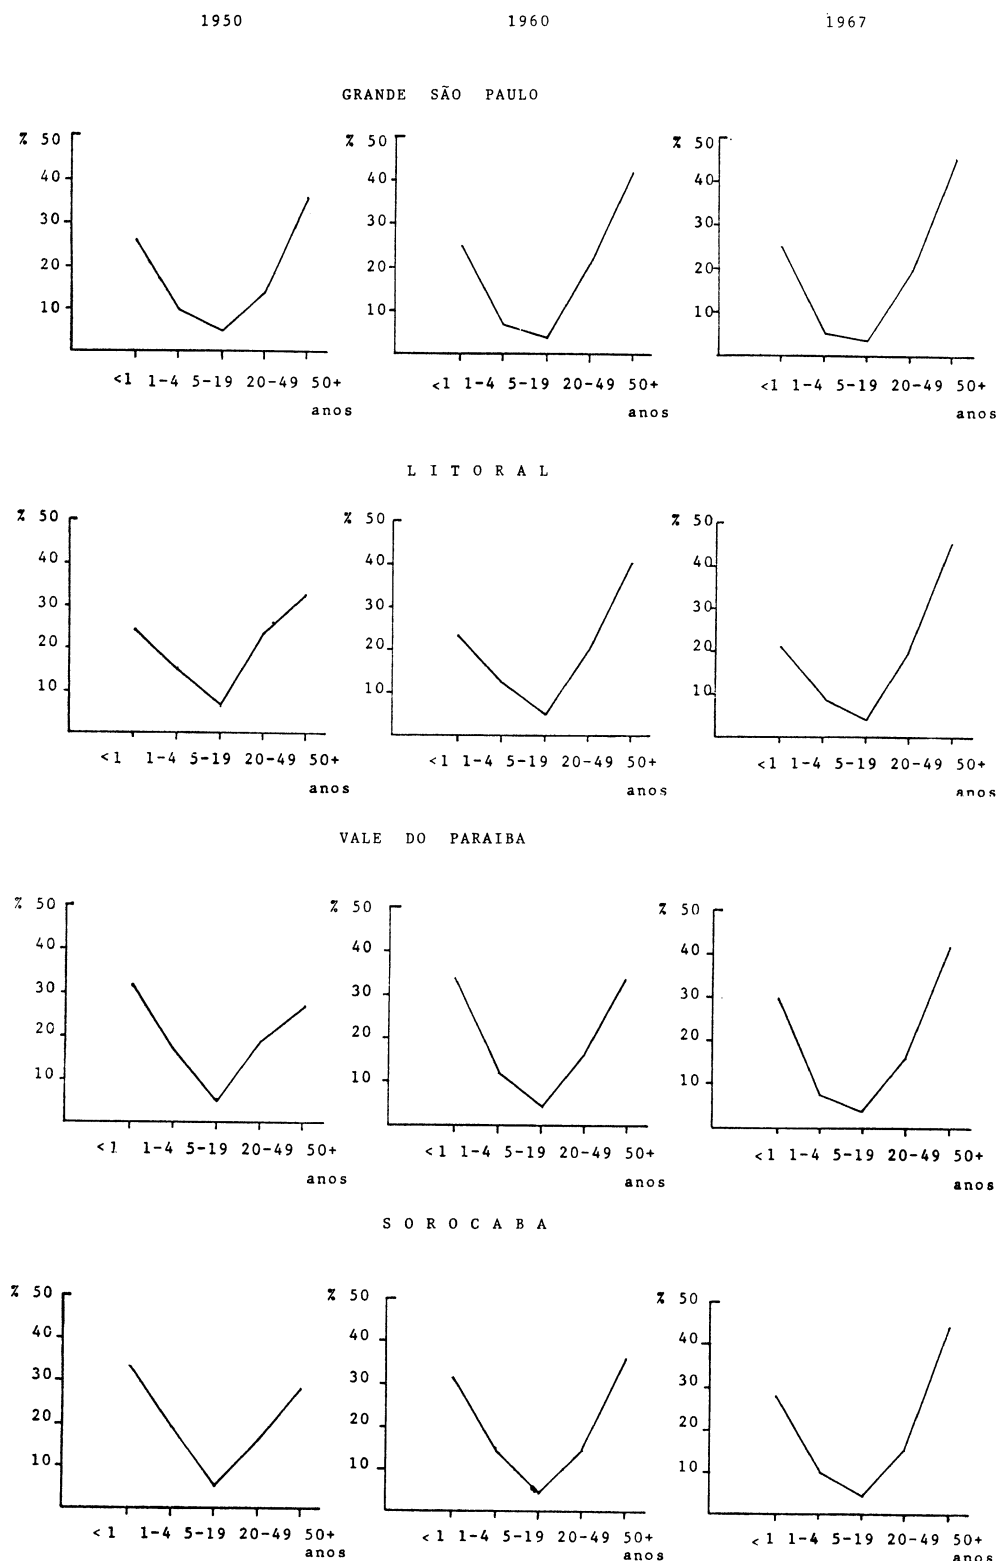 1950 1960 1967
GRANDE SÃO PAULO
% 50 % 50 % 50
40 40 40
30 30 30
20 20 20
10 10 10
<1 1-4 5-19 20-49 50+ <1 1-4 5-19 20-49 50+ <1 1-4 5-19 20-49 50+
anos anos anos
LITORAL
% 50 % 50 % 50
40 40 40
30 30 30
20 20 20
10 10 10
<1 1-4 5-19 20-49 50+ <1 1-4 5-19 20-49 50+ <1 1-4 5-19 20-49 50+
anos anos anos
VALE DO PARAIBA
% 50 % 50 % 50
40 40 40
30 30 30
20 20 20
10 10 10
<1 1-4 5-19 20-49 50+ <1 1-4 5-19 20-49 50+ <1 1-4 5-19 20-49 50+
anos anos anos
SOROCABA
% 50 % 50 % 50
40 40 40
30 30 30
20 20 20
10 10 10
<1 1-4 5-19 20-49 50+ <1 1-4 5-19 20-49 50+ <1 1-4 5-19 20-49 50+
anos anos anos